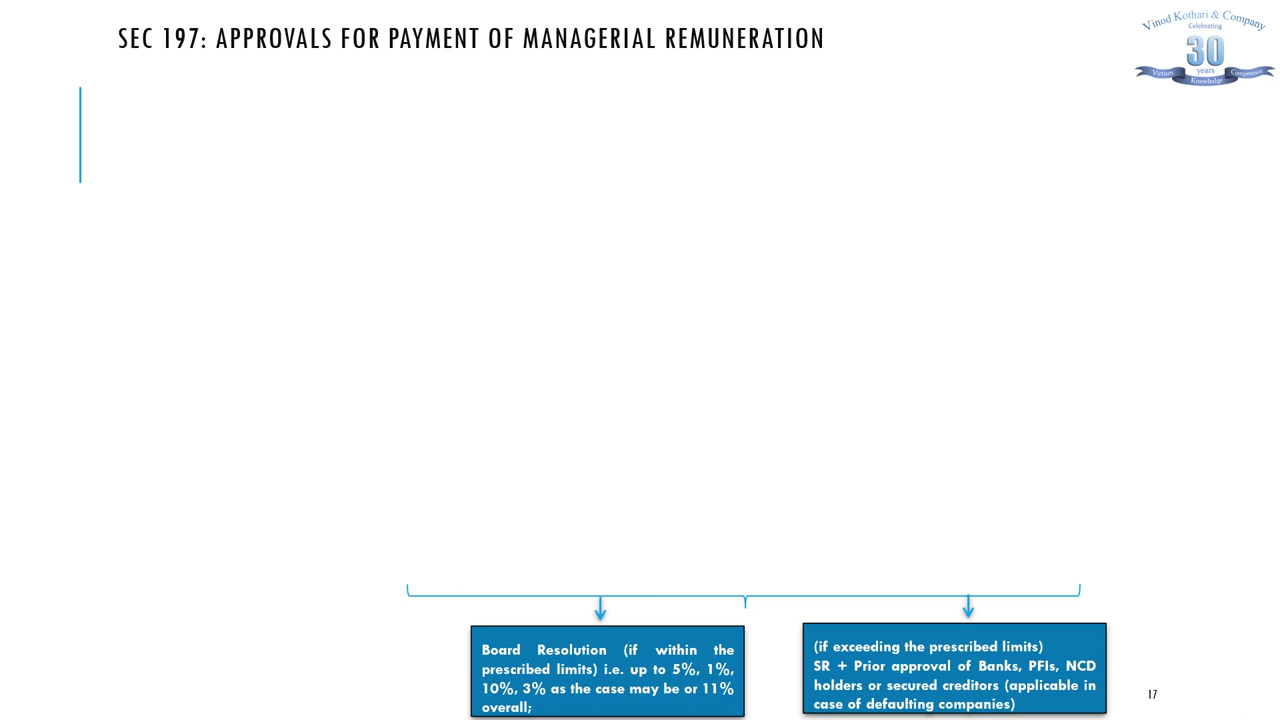 SEC 197: APPROVALS FOR PAYMENT OF MANAGERIAL REMUNERATION
Vinod Kothari & Company
Celebrating
30
years
Virtues Knowledge Competence
Board Resolution (if within the
prescribed limits) i.e. up to 5%, 1%,
10%, 3% as the case may be or 11%
overall;
(if exceeding the prescribed limits)
SR + Prior approval of Banks, PFIs, NCD
holders or secured creditors (applicable in
case of defaulting companies)
17